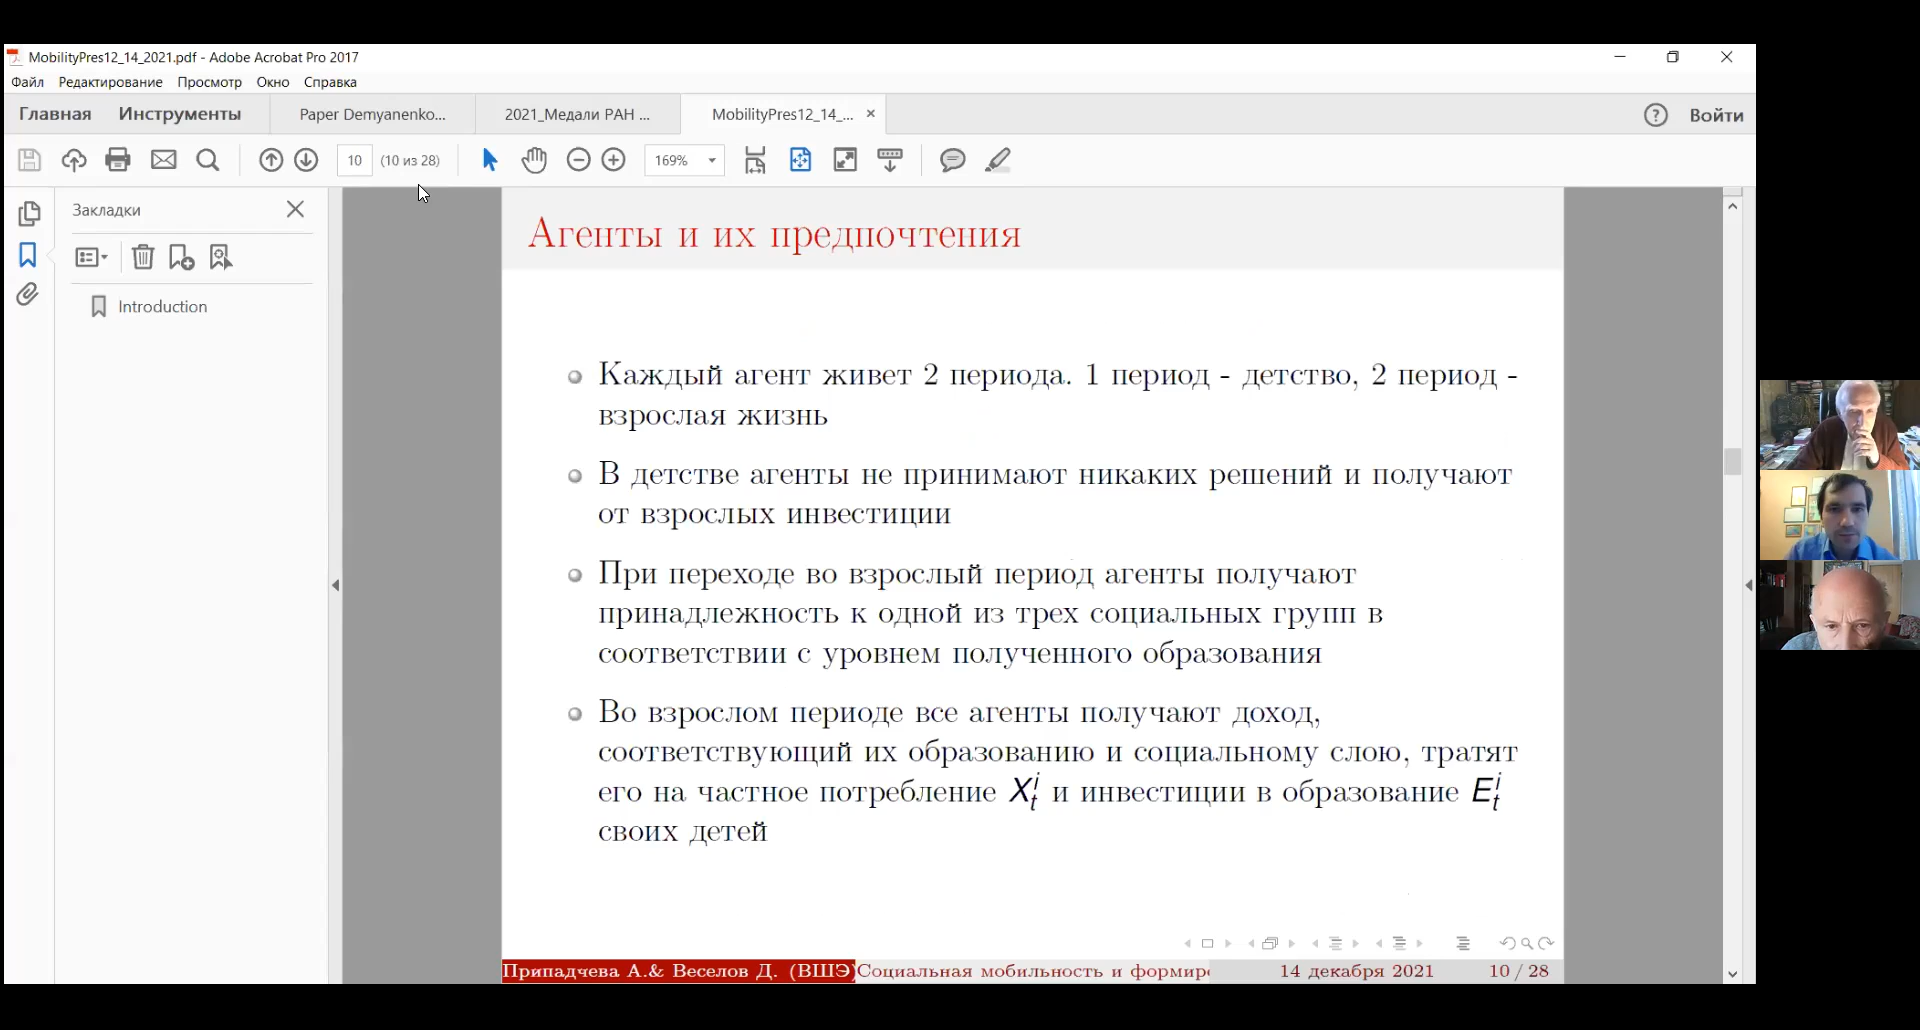 MobilityPres12_14_2021.pdf - Adobe Acrobat Pro 2017
Файл Редактирование Просмотр Окно Справка
Главная Инструменты Paper Demyanenko... 2021_Медали РАН ... MobilityPres12_14_... Войти
10 (10 из 28) 169%
Закладки
Introduction
Агенты и их предпочтения
Каждый агент живет 2 периода. 1 период - детство, 2 период -
взрослая жизнь
В детстве агенты не принимают никаких решений и получают
от взрослых инвестиции
При переходе во взрослый период агенты получают
принадлежность к одной из трех социальных групп в
соответствии с уровнем полученного образования
Во взрослом периоде все агенты получают доход,
соответствующий их образованию и социальному слою, тратят
его на частное потребление X_t^i и инвестиции в образование E_t^i
своих детей
Припадчева А.& Веселов Д. (ВШЭ) Социальная мобильность и формиро 14 декабря 2021 10 / 28